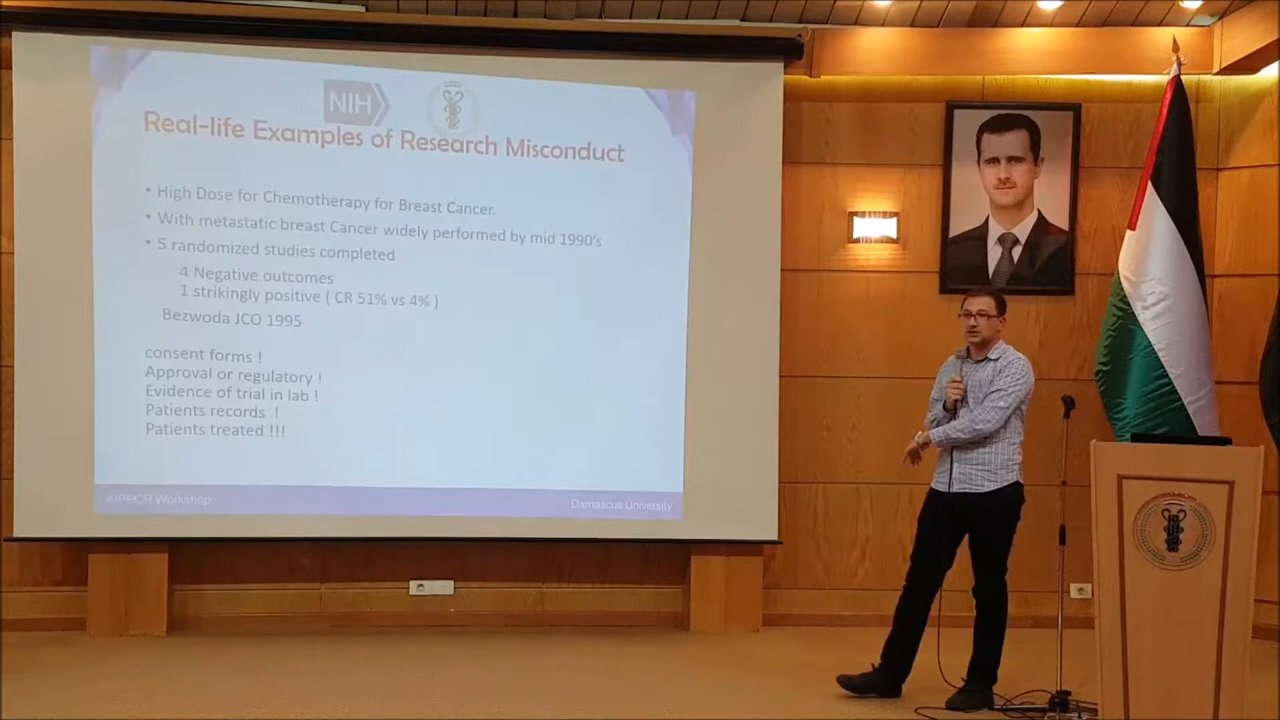 NIH
Real-life Examples of Research Misconduct
• High Dose for Chemotherapy for Breast Cancer.
• With metastatic breast Cancer widely performed by mid 1990's
• 5 randomized studies completed
4 Negative outcomes
1 strikingly positive ( CR 51% vs 4% )
Bezwoda JCO 1995
consent forms !
Approval or regulatory !
Evidence of trial in lab !
Patients records !
Patients treated !!!
#IPPCR Workshop
Damascus University